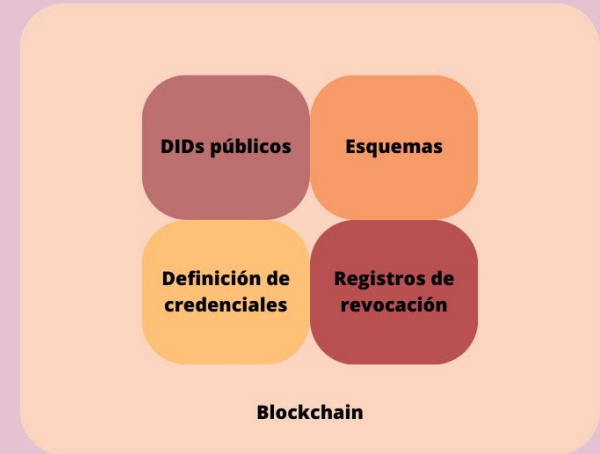 DIDs públicos
Esquemas
Definición de
credenciales
Registros de
revocación
Blockchain